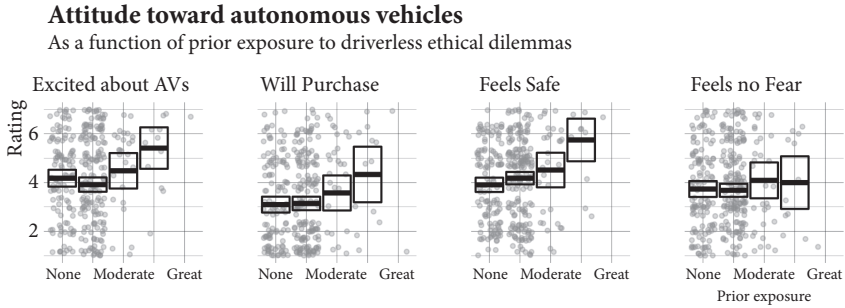 Attitude toward autonomous vehicles
As a function of prior exposure to driverless ethical dilemmas
Excited about AVs
Will Purchase
Feels Safe
Feels no Fear
Rating
6
4
2
None Moderate Great
None Moderate Great
None Moderate Great
None Moderate Great
Prior exposure